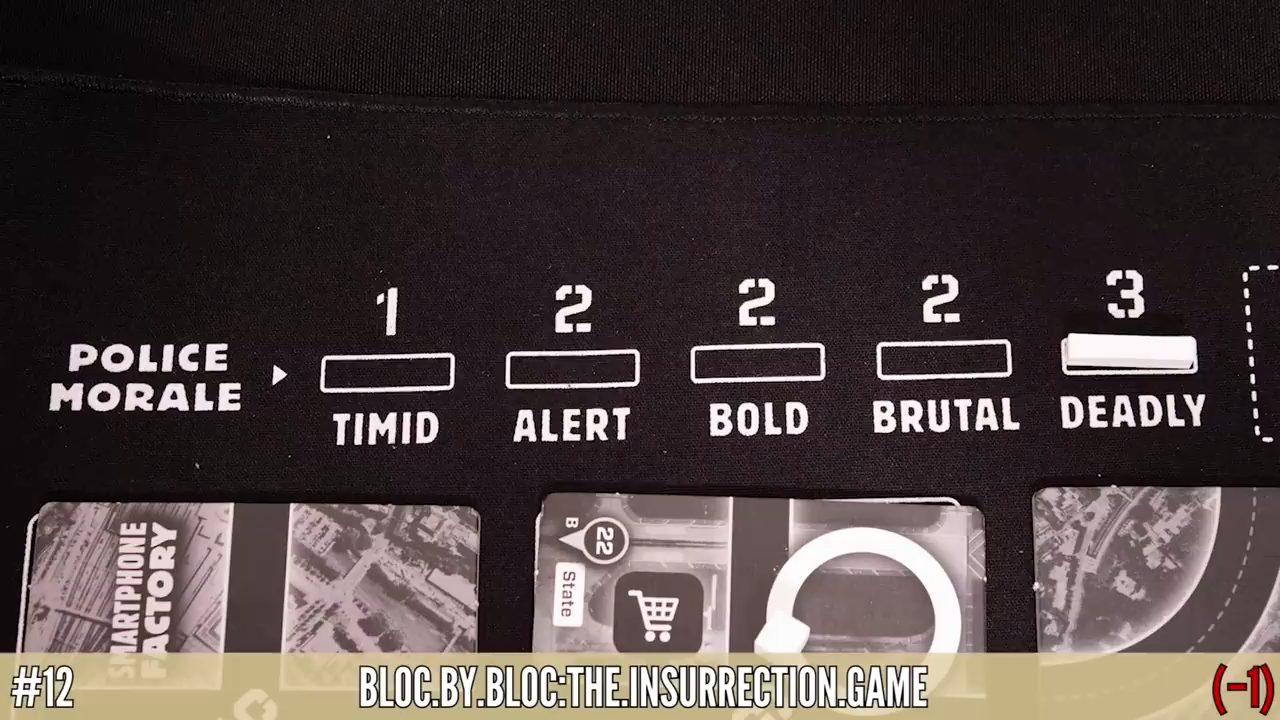 1 2 2 2 3
POLICE
MORALE
TIMID ALERT BOLD BRUTAL DEADLY
SMARTPHONE
FACTORY
B 22
State
#12 BLOC.BY.BLOC:THE.INSURRECTION.GAME (-1)